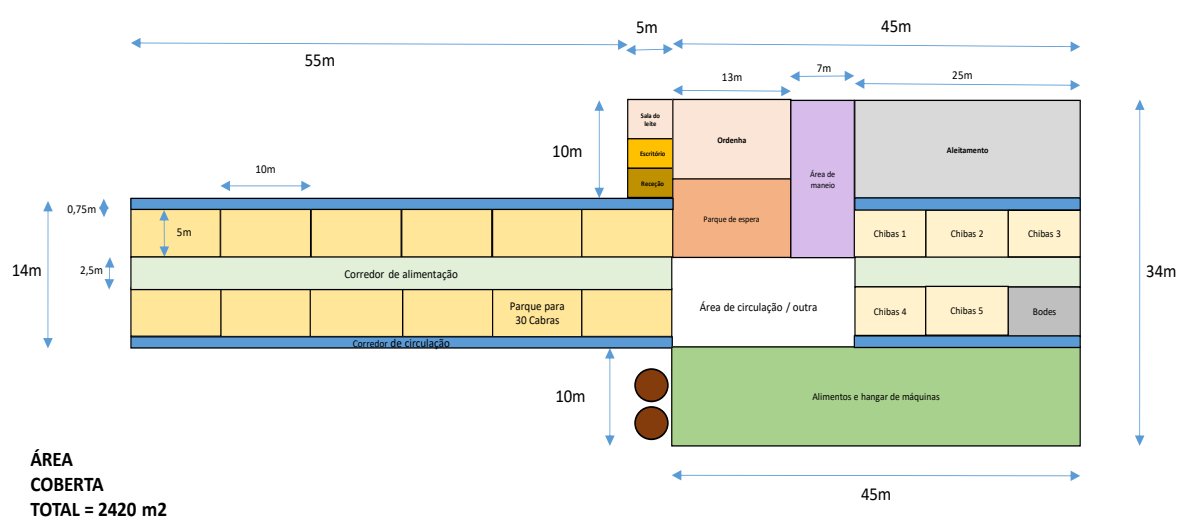 5m
45m
55m
13m
7m
25m
Sala do
leite
Escritório
Receção
10m
Ordenha
Parque de espera
Área de
maneio
Aleitamento
10m
0,75m
5m
14m
2,5m
Corredor de alimentação
Parque para
30 Cabras
Corredor de circulação
Área de circulação / outra
Chibas 1
Chibas 2
Chibas 3
Chibas 4
Chibas 5
Bodes
34m
10m
Alimentos e hangar de máquinas
45m
ÁREA
COBERTA
TOTAL = 2420 m2